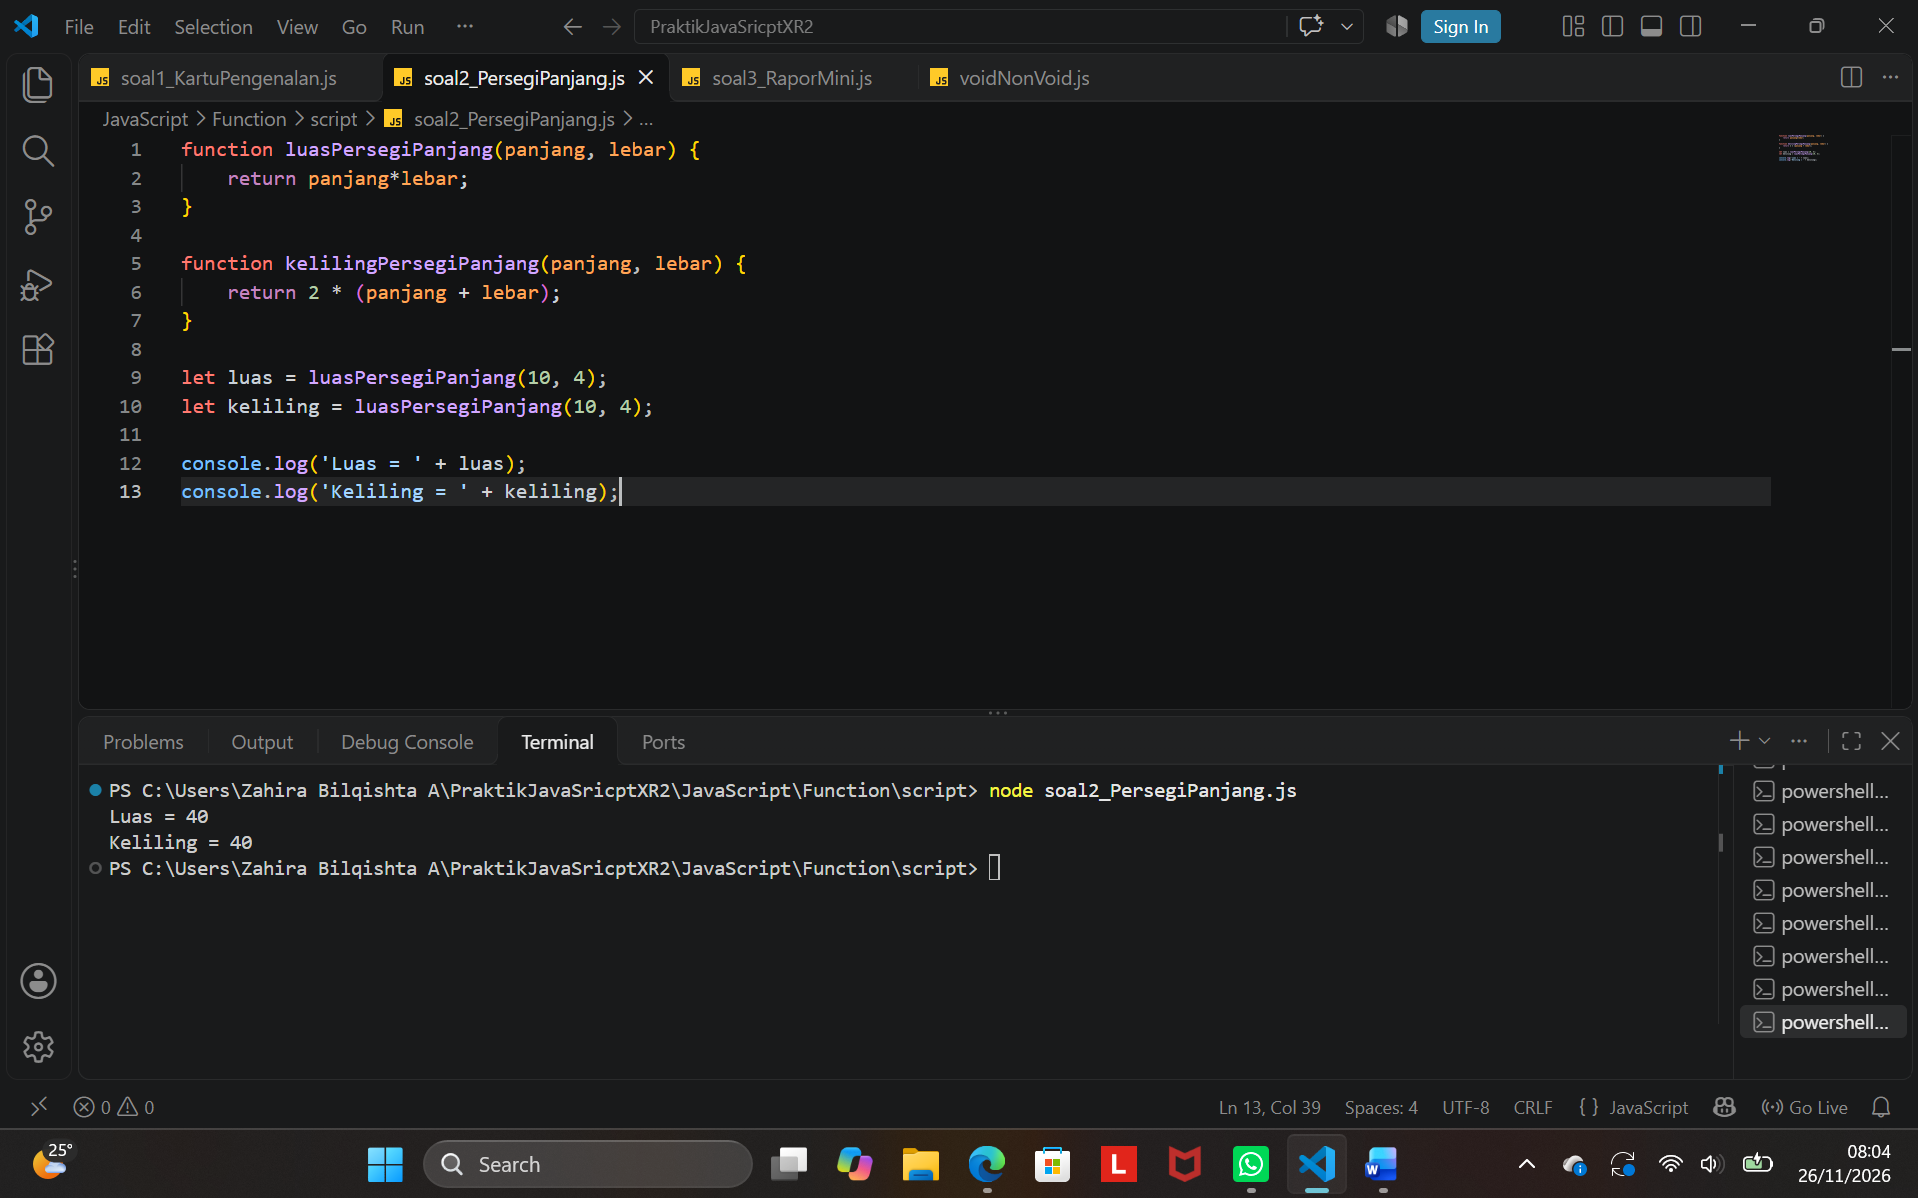 File Edit Selection View Go Run ··· PraktikJavaSricptXR2 Sign In
soal1_KartuPengenalan.js soal2_PersegiPanjang.js soal3_RaporMini.js voidNonVoid.js
JavaScript > Function > script > JS soal2_PersegiPanjang.js > ...
1 function luasPersegiPanjang(panjang, lebar) {
2 return panjang*lebar;
3 }
4
5 function kelilingPersegiPanjang(panjang, lebar) {
6 return 2 * (panjang + lebar);
7 }
8
9 let luas = luasPersegiPanjang(10, 4);
10 let keliling = luasPersegiPanjang(10, 4);
11
12 console.log('Luas = ' + luas);
13 console.log('Keliling = ' + keliling);
Problems Output Debug Console Terminal Ports
PS C:\Users\Zahira Bilqishta A\PraktikJavaSricptXR2\JavaScript\Function\script> node soal2_PersegiPanjang.js
Luas = 40
Keliling = 40
PS C:\Users\Zahira Bilqishta A\PraktikJavaSricptXR2\JavaScript\Function\script>
powershell...
powershell...
powershell...
powershell...
powershell...
powershell...
powershell...
powershell...
0 0 Ln 13, Col 39 Spaces: 4 UTF-8 CRLF { } JavaScript Go Live
25° Search 08:04
26/11/2026